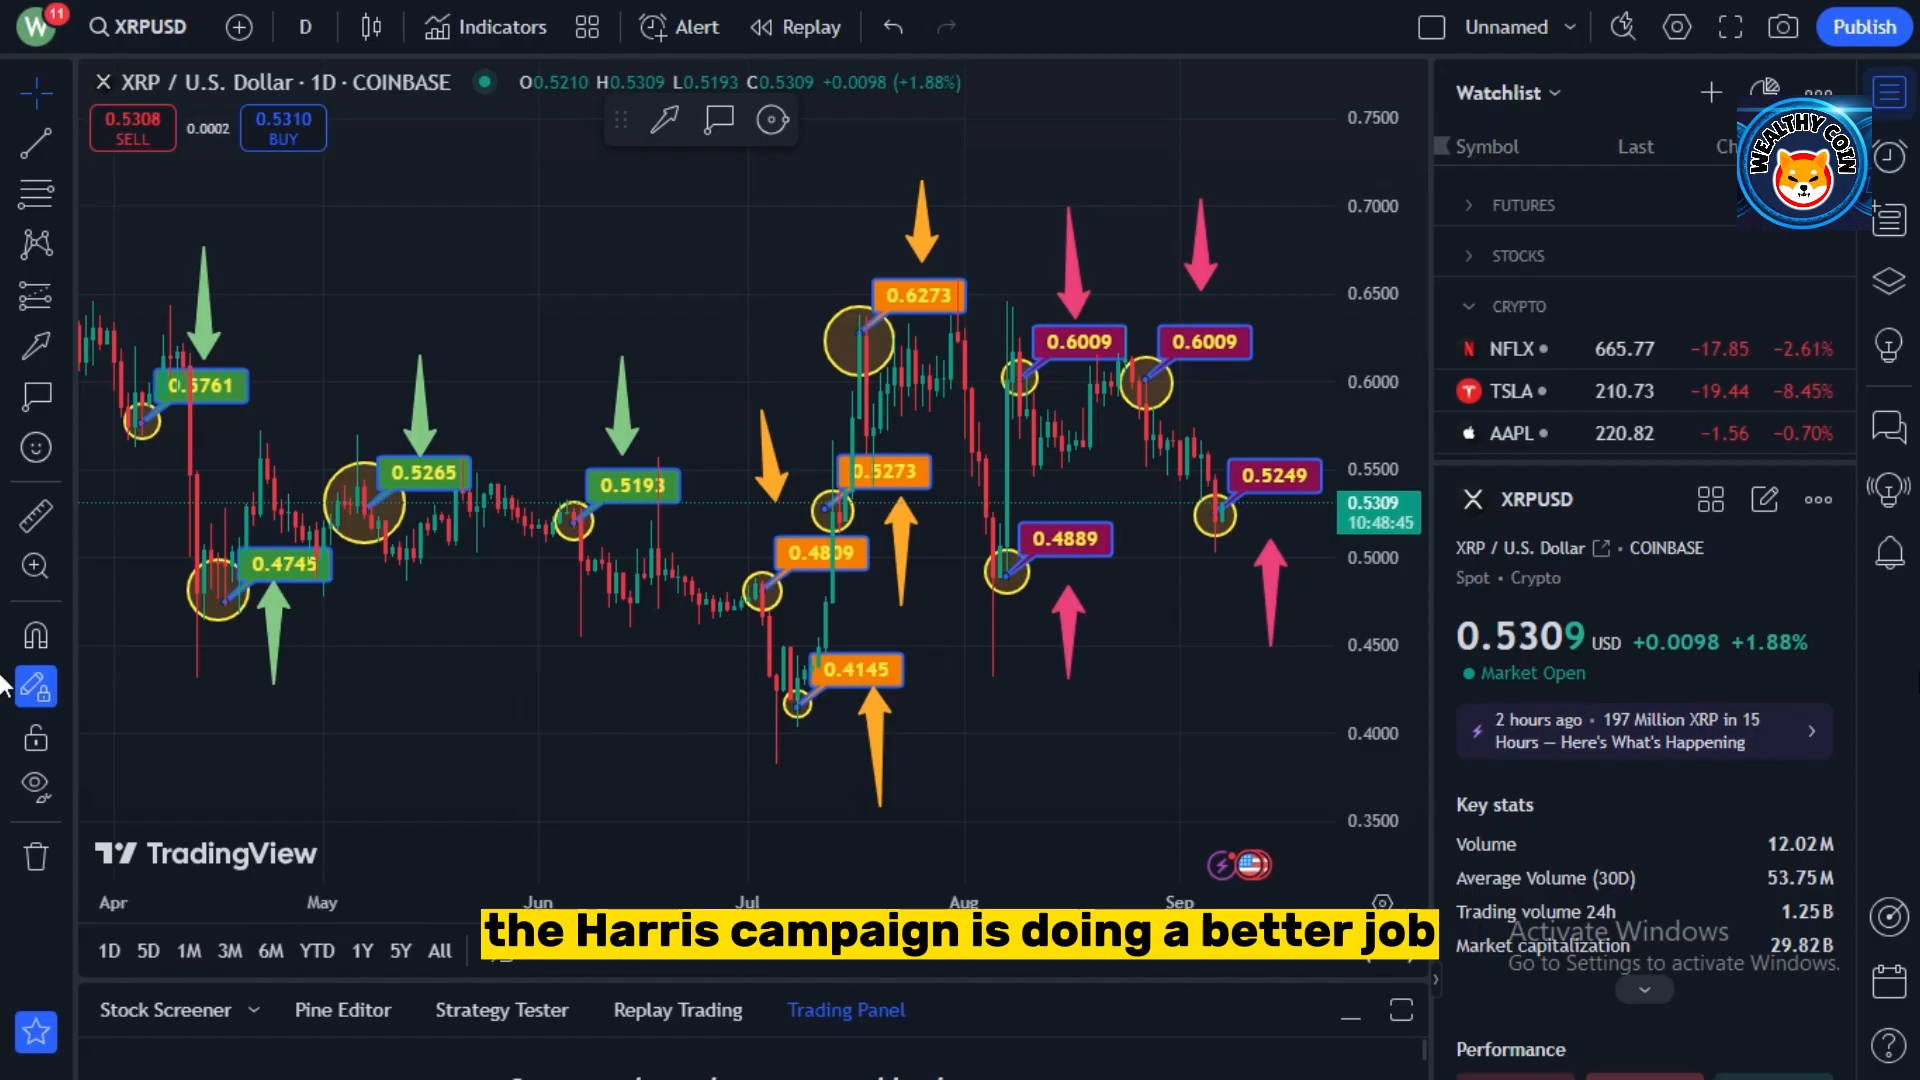 W 11 XRPUSD D Indicators Alert Replay Unnamed Publish
XRP / U.S. Dollar · 1D · COINBASE O0.5210 H0.5309 L0.5193 C0.5309 +0.0098 (+1.88%)
0.5308
SELL
0.0002
0.5310
BUY
0.7500
0.7000
0.6500
0.6000
0.5500
0.5309
10:48:45
0.5000
0.4500
0.4000
0.3500
0.5761
0.4745
0.5265
0.5193
0.4809
0.4145
0.5273
0.6273
0.6009
0.4889
0.6009
0.5249
TradingView
Apr May Jun Jul Aug Sep
the Harris campaign is doing a better job
1D 5D 1M 3M 6M YTD 1Y 5Y All
Stock Screener Pine Editor Strategy Tester Replay Trading Trading Panel
Watchlist
WEALTHY COIN
Symbol Last
FUTURES
STOCKS
CRYPTO
N NFLX 665.77 −17.85 −2.61%
TSLA 210.73 −19.44 −8.45%
AAPL 220.82 −1.56 −0.70%
XRPUSD
XRP / U.S. Dollar • COINBASE
Spot • Crypto
0.5309 USD +0.0098 +1.88%
Market Open
2 hours ago • 197 Million XRP in 15
Hours — Here's What's Happening
Key stats
Volume 12.02M
Average Volume (30D) 53.75M
Trading volume 24h 1.25B
Market capitalization 29.82B
Activate Windows
Go to Settings to activate Windows.
Performance